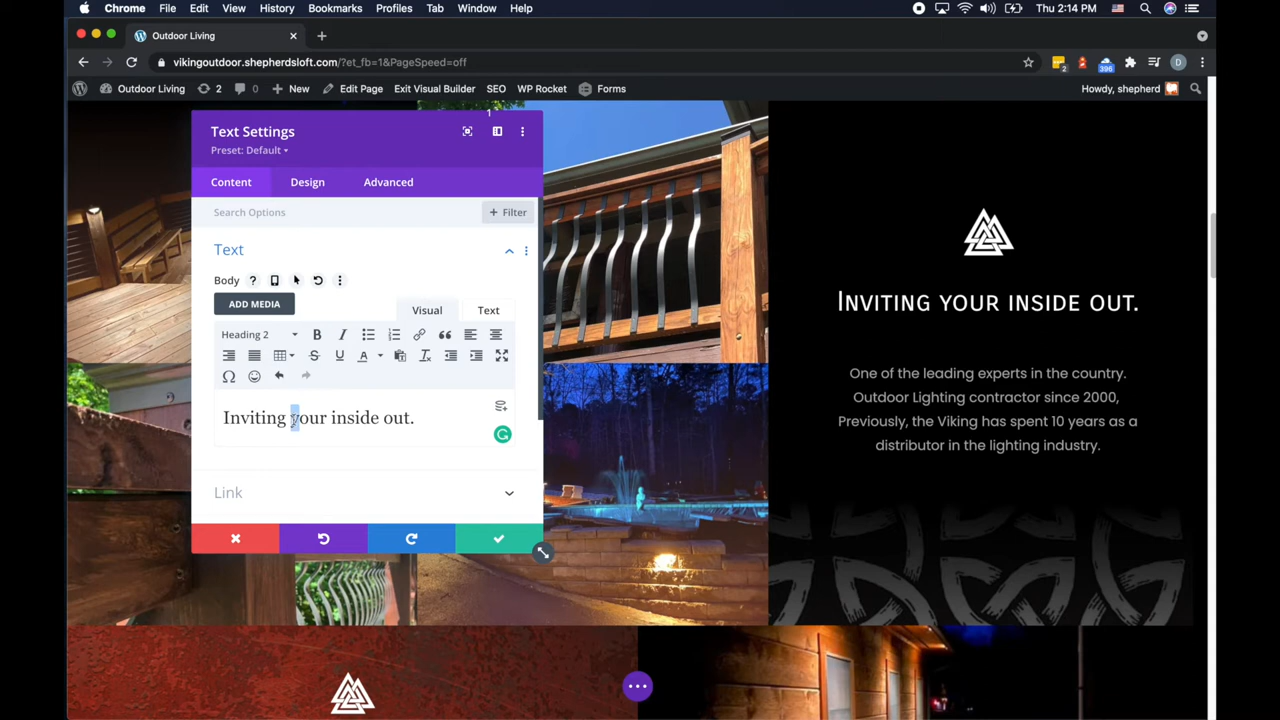 Chrome File Edit View History Bookmarks Profiles Tab Window Help Thu 2:14 PM
Outdoor Living
vikingoutdoor.shepherdsloft.com/?et_fb=1&PageSpeed=off
2
396
D
Outdoor Living 2 0 New Edit Page Exit Visual Builder SEO WP Rocket Forms Howdy, shepherd
1
Text Settings
Preset: Default
Content Design Advanced
Search Options + Filter
Text
Body ?
ADD MEDIA
Visual Text
Heading 2 B I
S U A
Ω
Inviting your inside out.
Link
Inviting your inside out.
One of the leading experts in the country.
Outdoor Lighting contractor since 2000,
Previously, the Viking has spent 10 years as a
distributor in the lighting industry.